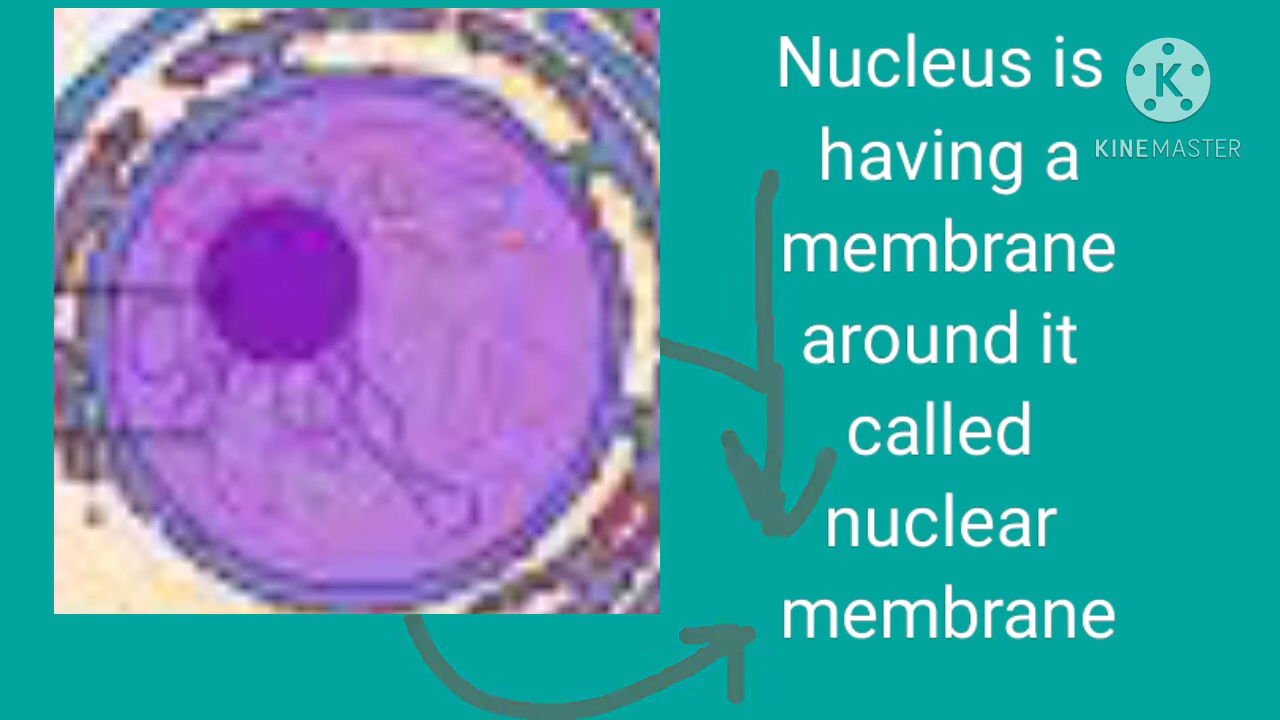 Nucleus is
having a
membrane
around it
called
nuclear
membrane
K
KINEMASTER